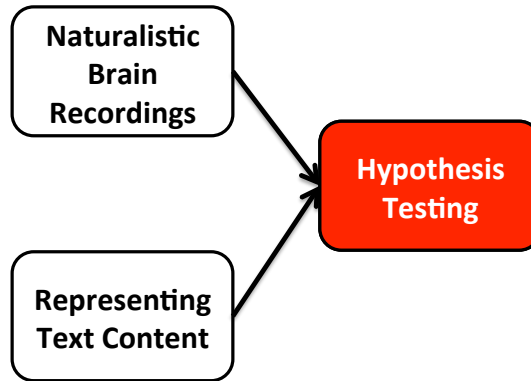 Naturalistic
Brain
Recordings
Hypothesis
Testing
Representing
Text Content